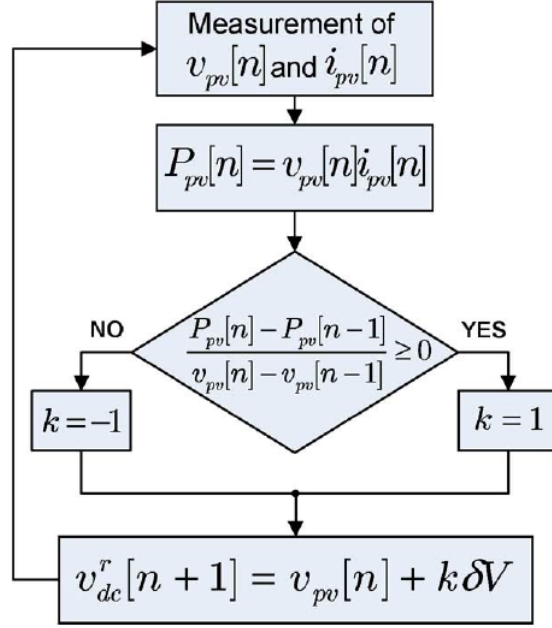 Measurement of
v_pv[n] and i_pv[n]
P_pv[n] = v_pv[n]i_pv[n]
NO
(P_pv[n] − P_pv[n−1]) / (v_pv[n] − v_pv[n−1]) ≥ 0
YES
k = −1
k = 1
v^r_dc[n + 1] = v_pv[n] + kδV